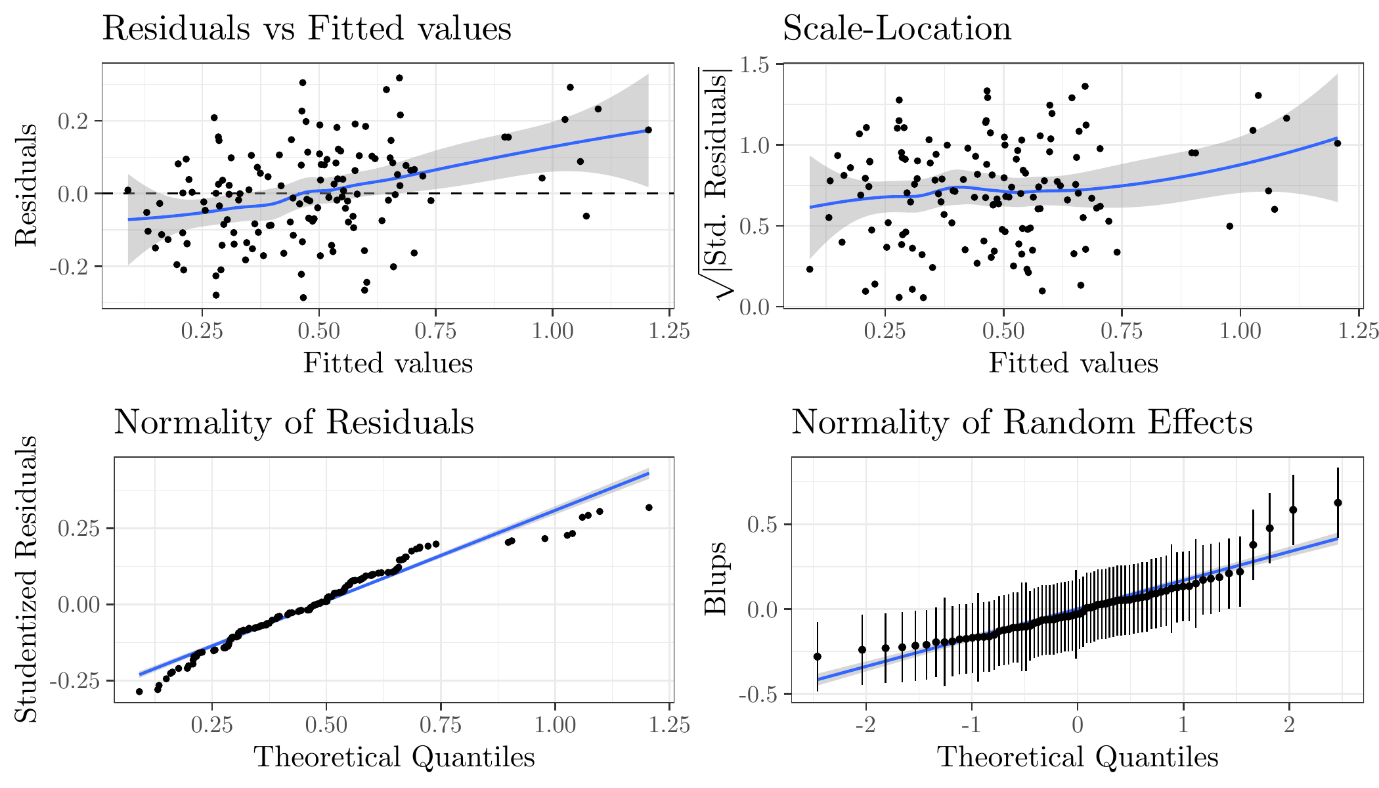 Residuals vs Fitted values
Residuals
0.2
0.0
-0.2
0.25 0.50 0.75 1.00 1.25
Fitted values
Scale-Location
√|Std. Residuals|
1.5
1.0
0.5
0.0
0.25 0.50 0.75 1.00 1.25
Fitted values
Normality of Residuals
Studentized Residuals
0.25
0.00
-0.25
0.25 0.50 0.75 1.00 1.25
Theoretical Quantiles
Normality of Random Effects
Blups
0.5
0.0
-0.5
-2 -1 0 1 2
Theoretical Quantiles